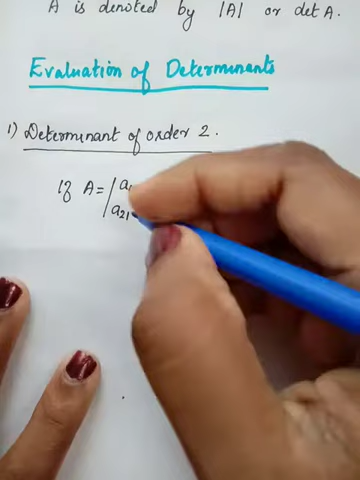 A is denoted by |A| or det A.
Evaluation of Determinants
1) Determinant of order 2.
If A = | a
| a21